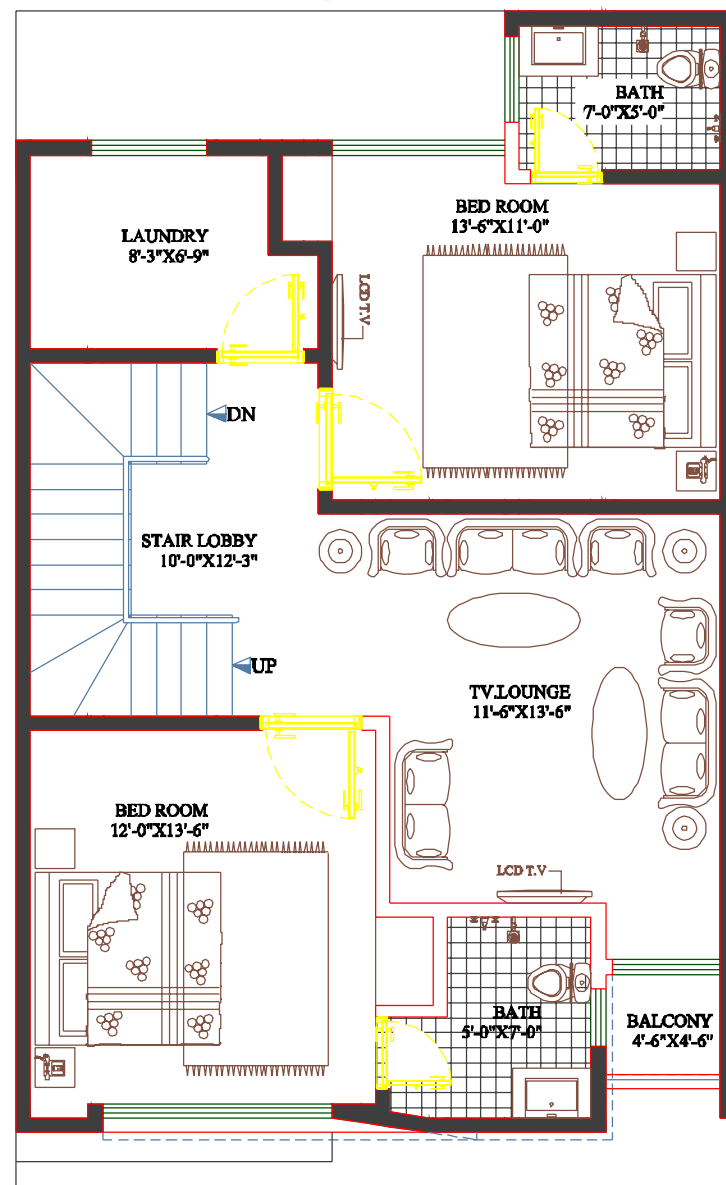 BATH
7'-0"X5'-0"
BED ROOM
13'-6"X11'-0"
LAUNDRY
8'-3"X6'-9"
LCD T.V
DN
STAIR LOBBY
10'-0"X12'-3"
UP
TV.LOUNGE
11'-6"X13'-6"
BED ROOM
12'-0"X13'-6"
LCD T.V
BATH
5'-0"X7'-0"
BALCONY
4'-6"X4'-6"